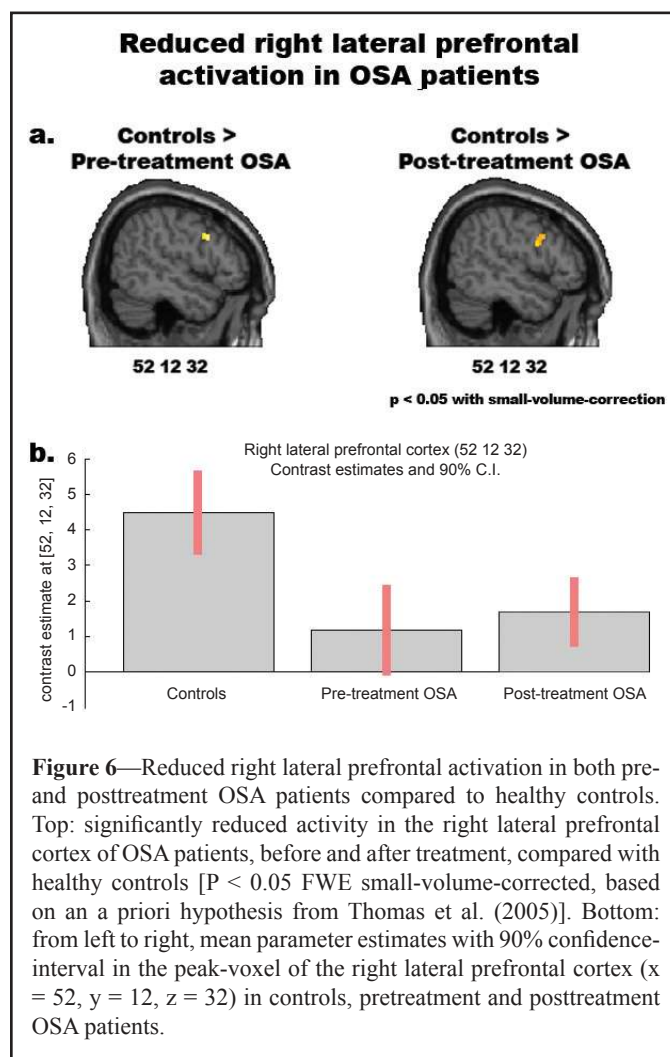 Reduced right lateral prefrontal
activation in OSA patients
a.
Controls >
Pre-treatment OSA
Controls >
Post-treatment OSA
52 12 32
52 12 32
p < 0.05 with small-volume-correction
b.
Right lateral prefrontal cortex (52 12 32)
Contrast estimates and 90% C.I.
contrast estimate at [52, 12, 32]
6
5
4
3
2
1
0
-1
Controls
Pre-treatment OSA
Post-treatment OSA
Figure 6—Reduced right lateral prefrontal activation in both pre-
and posttreatment OSA patients compared to healthy controls.
Top: significantly reduced activity in the right lateral prefrontal
cortex of OSA patients, before and after treatment, compared with
healthy controls [P < 0.05 FWE small-volume-corrected, based
on an a priori hypothesis from Thomas et al. (2005)]. Bottom:
from left to right, mean parameter estimates with 90% confidence-
interval in the peak-voxel of the right lateral prefrontal cortex (x
= 52, y = 12, z = 32) in controls, pretreatment and posttreatment
OSA patients.